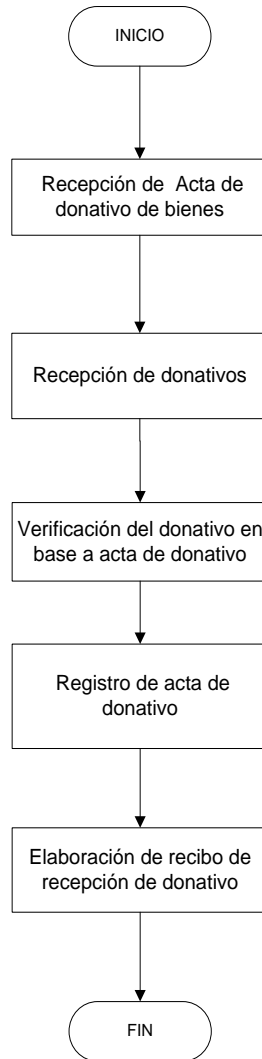 INICIO
Recepción de Acta de
donativo de bienes
Recepción de donativos
Verificación del donativo en
base a acta de donativo
Registro de acta de
donativo
Elaboración de recibo de
recepción de donativo
FIN